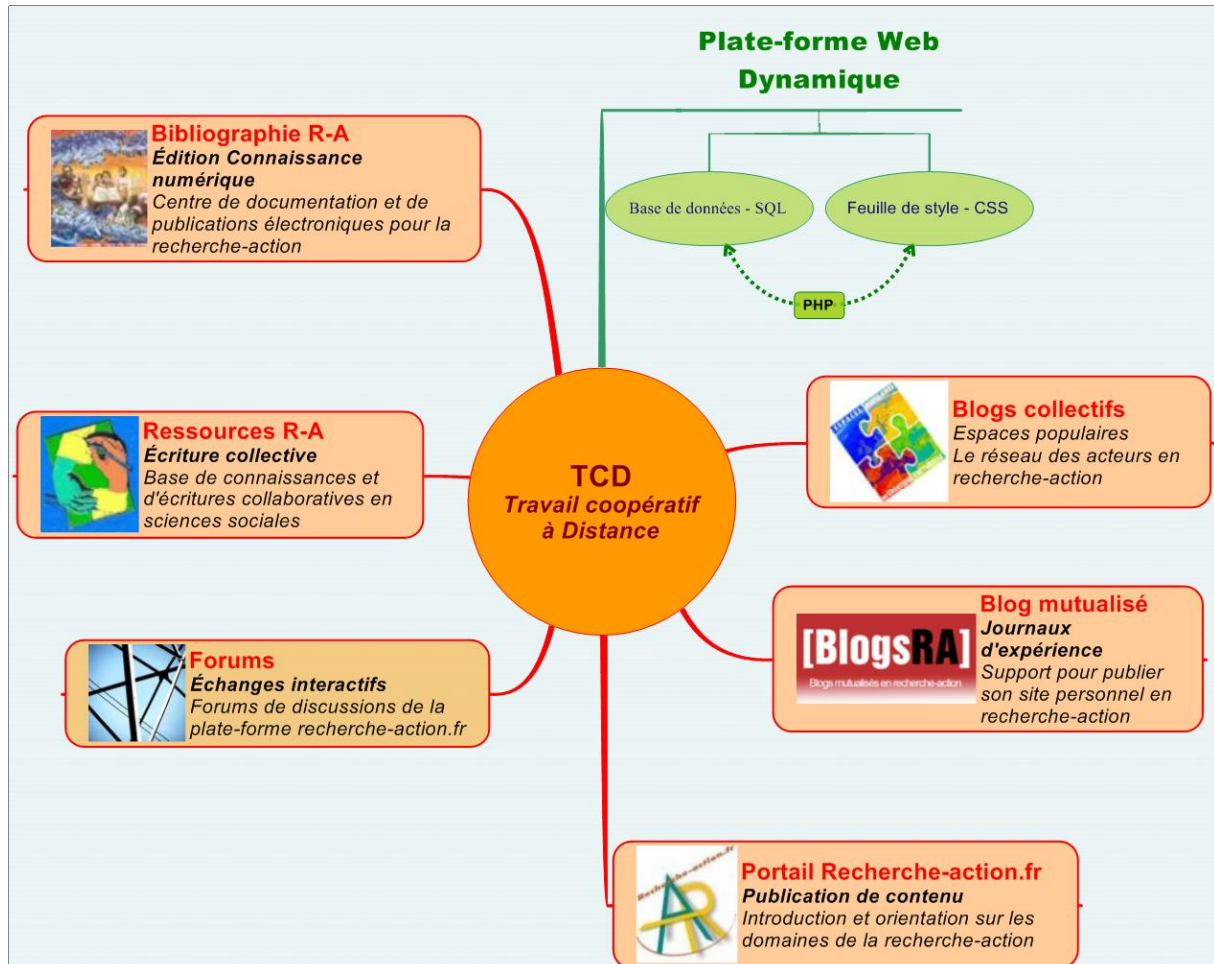 Plate-forme Web
Dynamique
Base de données - SQL
Feuille de style - CSS
PHP
Bibliographie R-A
Édition Connaissance
numérique
Centre de documentation et de
publications électroniques pour la
recherche-action
Ressources R-A
Écriture collective
Base de connaissances et
d'écritures collaboratives en
sciences sociales
Forums
Échanges interactifs
Forums de discussions de la
plate-forme recherche-action.fr
TCD
Travail coopératif
à Distance
Blogs collectifs
Espaces populaires
Le réseau des acteurs en
recherche-action
[BlogsRA]
Blogs mutualisés en recherche-action
Blog mutualisé
Journaux
d'expérience
Support pour publier
son site personnel en
recherche-action
Recherche-action.fr
AR
Portail Recherche-action.fr
Publication de contenu
Introduction et orientation sur les
domaines de la recherche-action